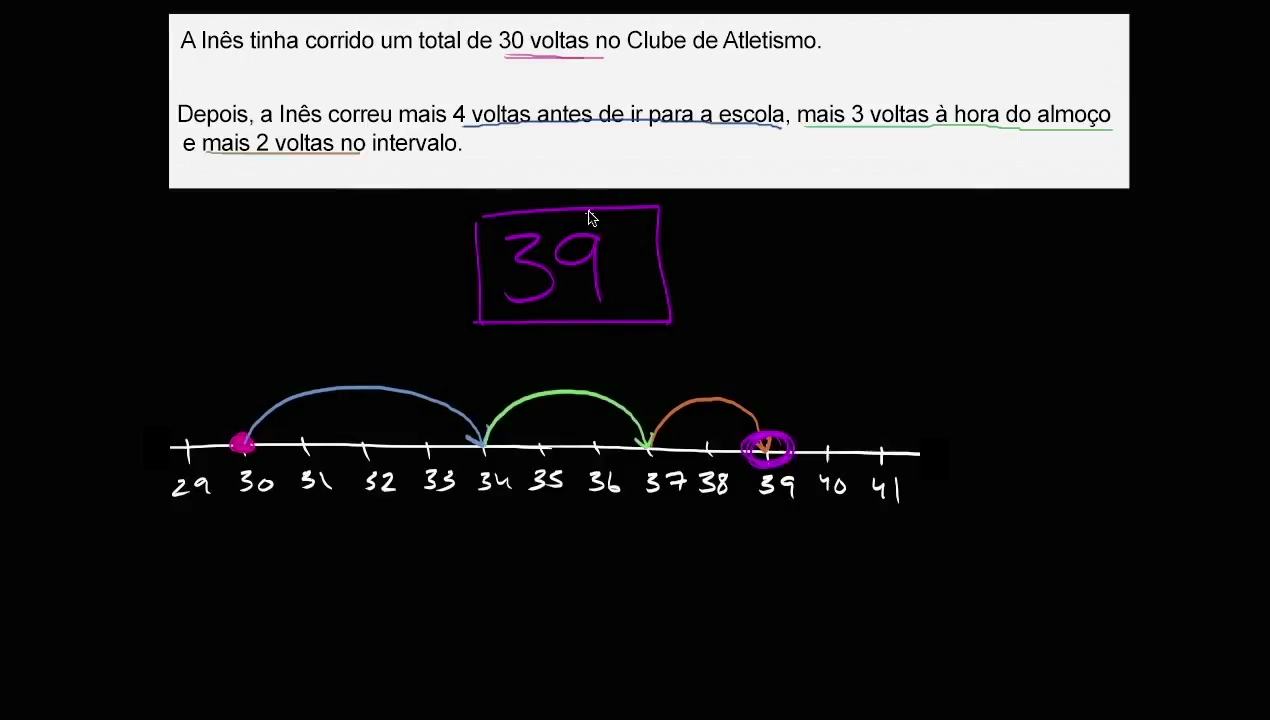 A Inês tinha corrido um total de 30 voltas no Clube de Atletismo.
Depois, a Inês correu mais 4 voltas antes de ir para a escola, mais 3 voltas à hora do almoço
e mais 2 voltas no intervalo.
39
29 30 31 32 33 34 35 36 37 38 39 40 41